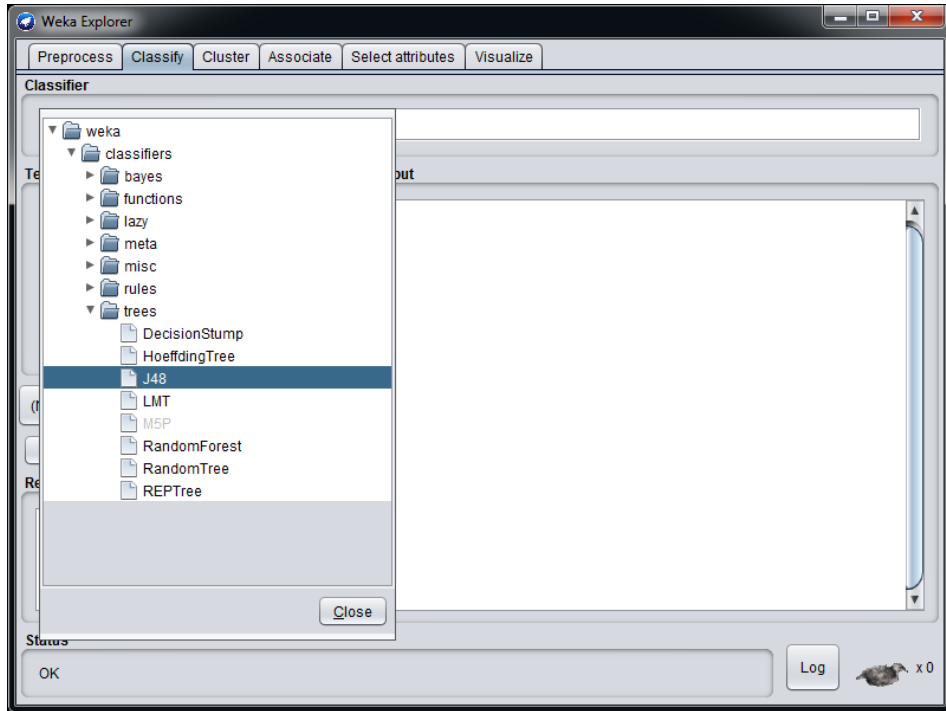 Weka Explorer
Preprocess Classify Cluster Associate Select attributes Visualize
Classifier
weka
classifiers
bayes
functions
lazy
meta
misc
rules
trees
DecisionStump
HoeffdingTree
J48
LMT
M5P
RandomForest
RandomTree
REPTree
Close
Status
OK
Log
x 0